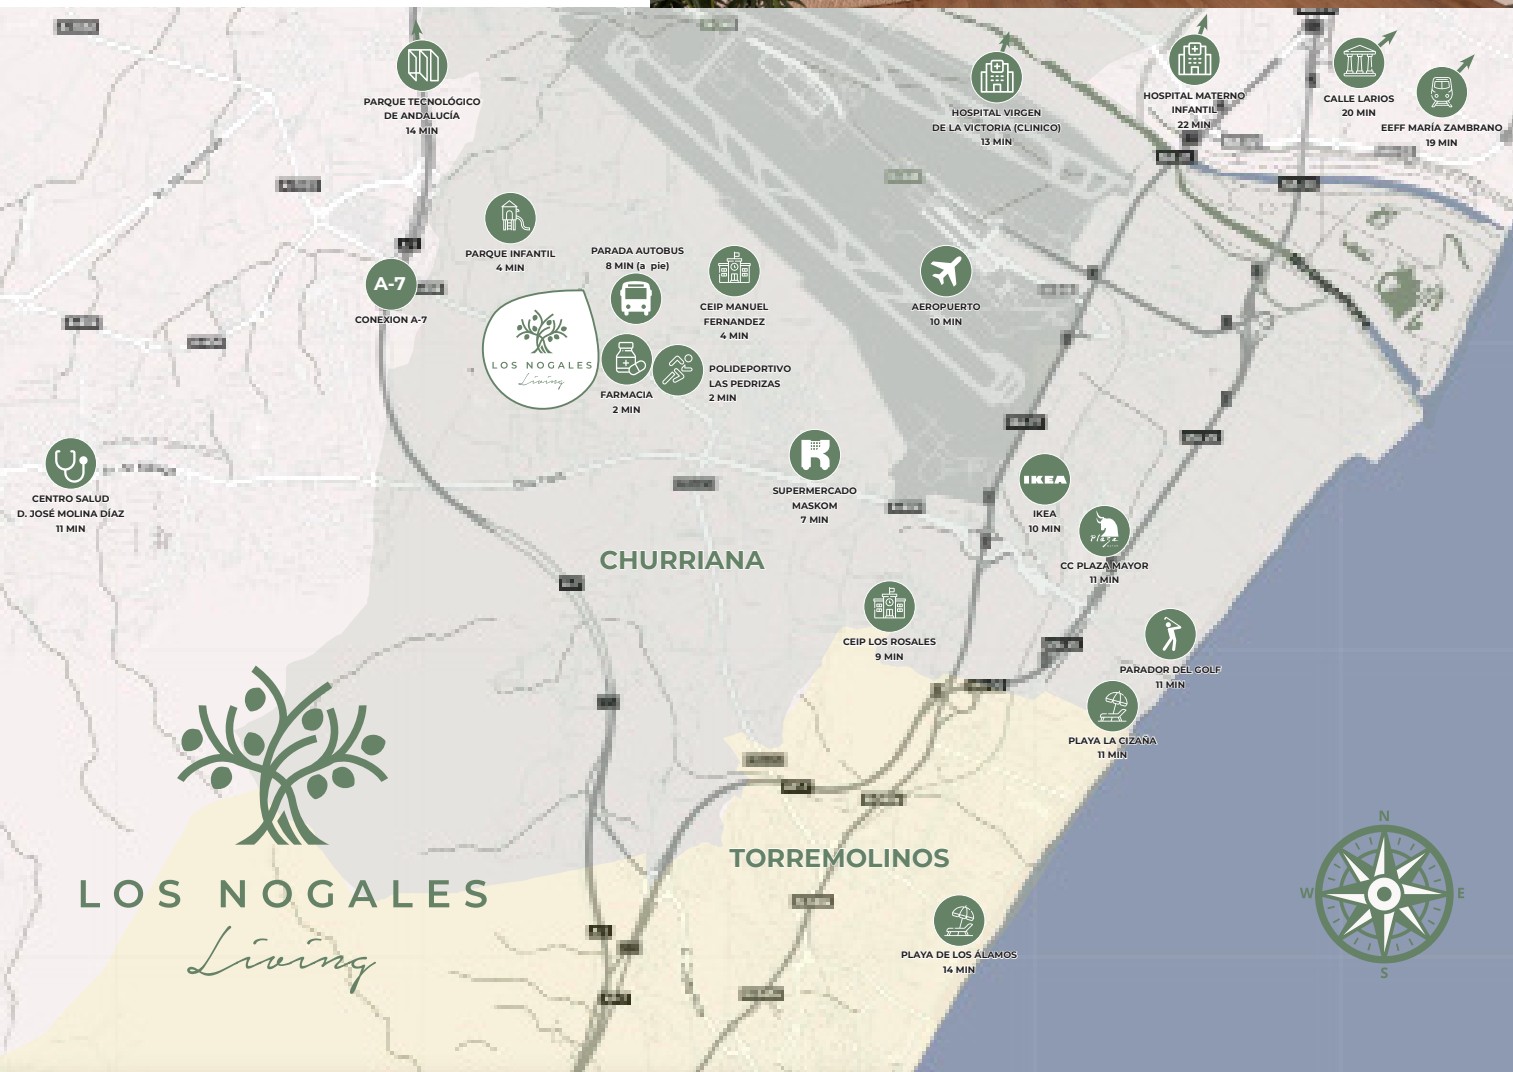 PARQUE TECNOLÓGICO
DE ANDALUCÍA
14 MIN
HOSPITAL VIRGEN
DE LA VICTORIA (CLINICO)
13 MIN
HOSPITAL MATERNO
INFANTIL
22 MIN
CALLE LARIOS
20 MIN
EEFF MARÍA ZAMBRANO
19 MIN
PARQUE INFANTIL
4 MIN
PARADA AUTOBUS
8 MIN (a pie)
CEIP MANUEL
FERNANDEZ
4 MIN
AEROPUERTO
10 MIN
A-7
CONEXION A-7
LOS NOGALES
Living
FARMACIA
2 MIN
POLIDEPORTIVO
LAS PEDRIZAS
2 MIN
CENTRO SALUD
D. JOSÉ MOLINA DÍAZ
11 MIN
SUPERMERCADO
MASKOM
7 MIN
IKEA
IKEA
10 MIN
Plaza
CC PLAZA MAYOR
11 MIN
CHURRIANA
CEIP LOS ROSALES
9 MIN
PARADOR DEL GOLF
11 MIN
PLAYA LA CIZAÑA
11 MIN
TORREMOLINOS
PLAYA DE LOS ÁLAMOS
14 MIN
LOS NOGALES
Living
N
W
E
S